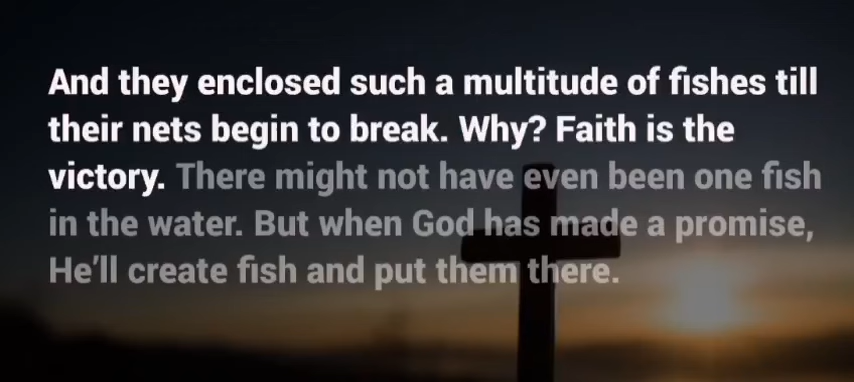 And they enclosed such a multitude of fishes till
their nets begin to break. Why? Faith is the
victory. There might not have even been one fish
in the water. But when God has made a promise,
He’ll create fish and put them there.